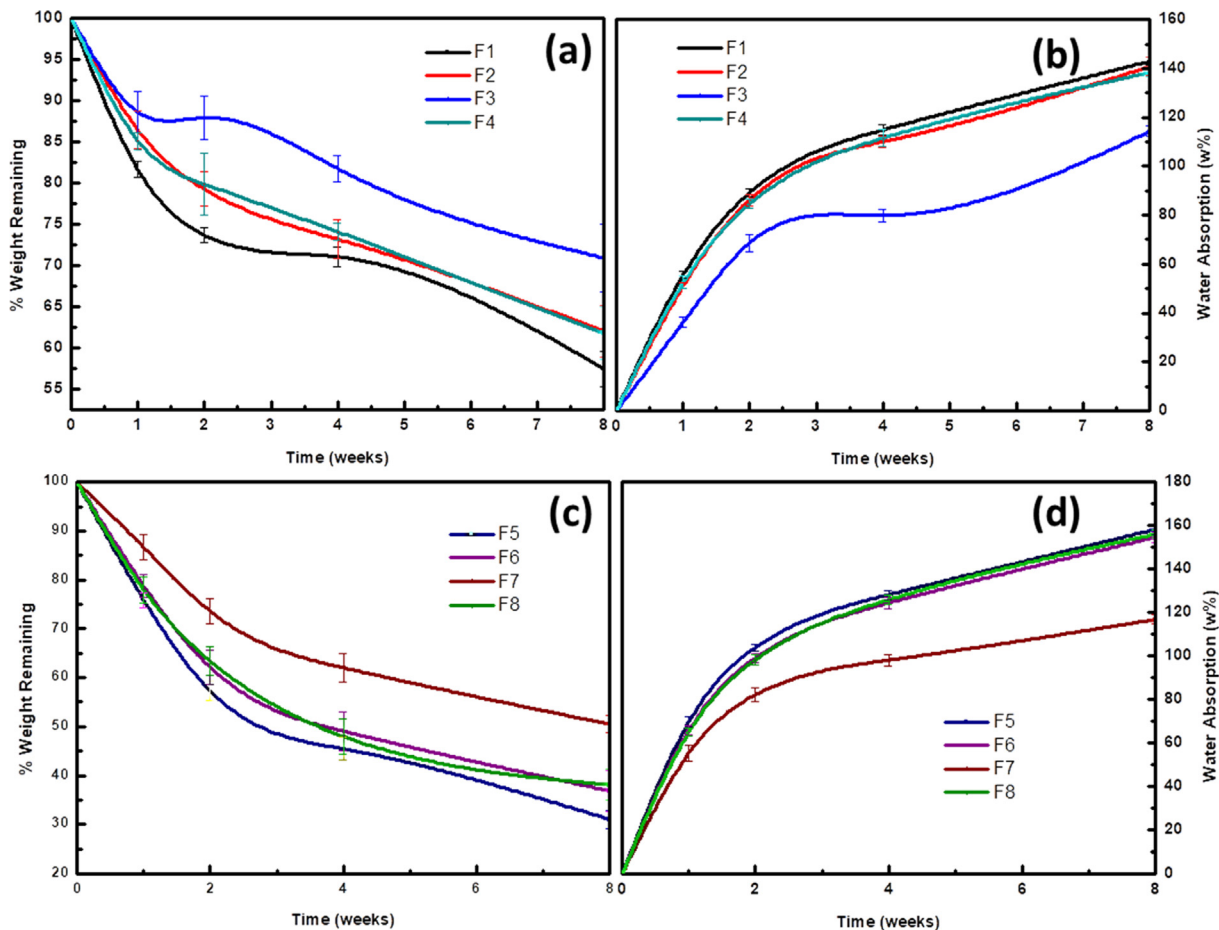 (a)
F1
F2
F3
F4
% Weight Remaining
100
95
90
85
80
75
70
65
60
55
0 1 2 3 4 5 6 7 8
Time (weeks)
(b)
F1
F2
F3
F4
Water Absorption (w%)
160
140
120
100
80
60
40
20
0
0 1 2 3 4 5 6 7 8
Time (weeks)
(c)
F5
F6
F7
F8
% Weight Remaining
100
90
80
70
60
50
40
30
20
0 2 4 6 8
Time (weeks)
(d)
F5
F6
F7
F8
Water Absorption (w%)
180
160
140
120
100
80
60
40
20
0
0 2 4 6 8
Time (weeks)